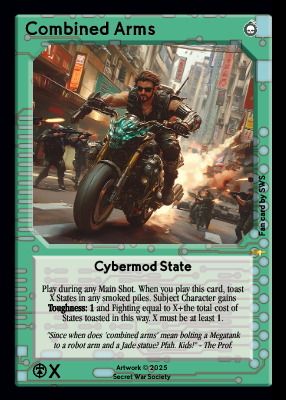 Combined Arms
Fan card by SWS
Cybermod State
Play during any Main Shot. When you play this card, toast
X States in any smoked piles. Subject Character gains
Toughness: 1 and Fighting equal to X+the total cost of
States toasted in this way. X must be at least 1.
"Since when does 'combined arms' mean bolting a Megatank
to a robot arm and a Jade statue? Pfah. Kids!" - The Prof.
X
Artwork © 2025
Secret War Society